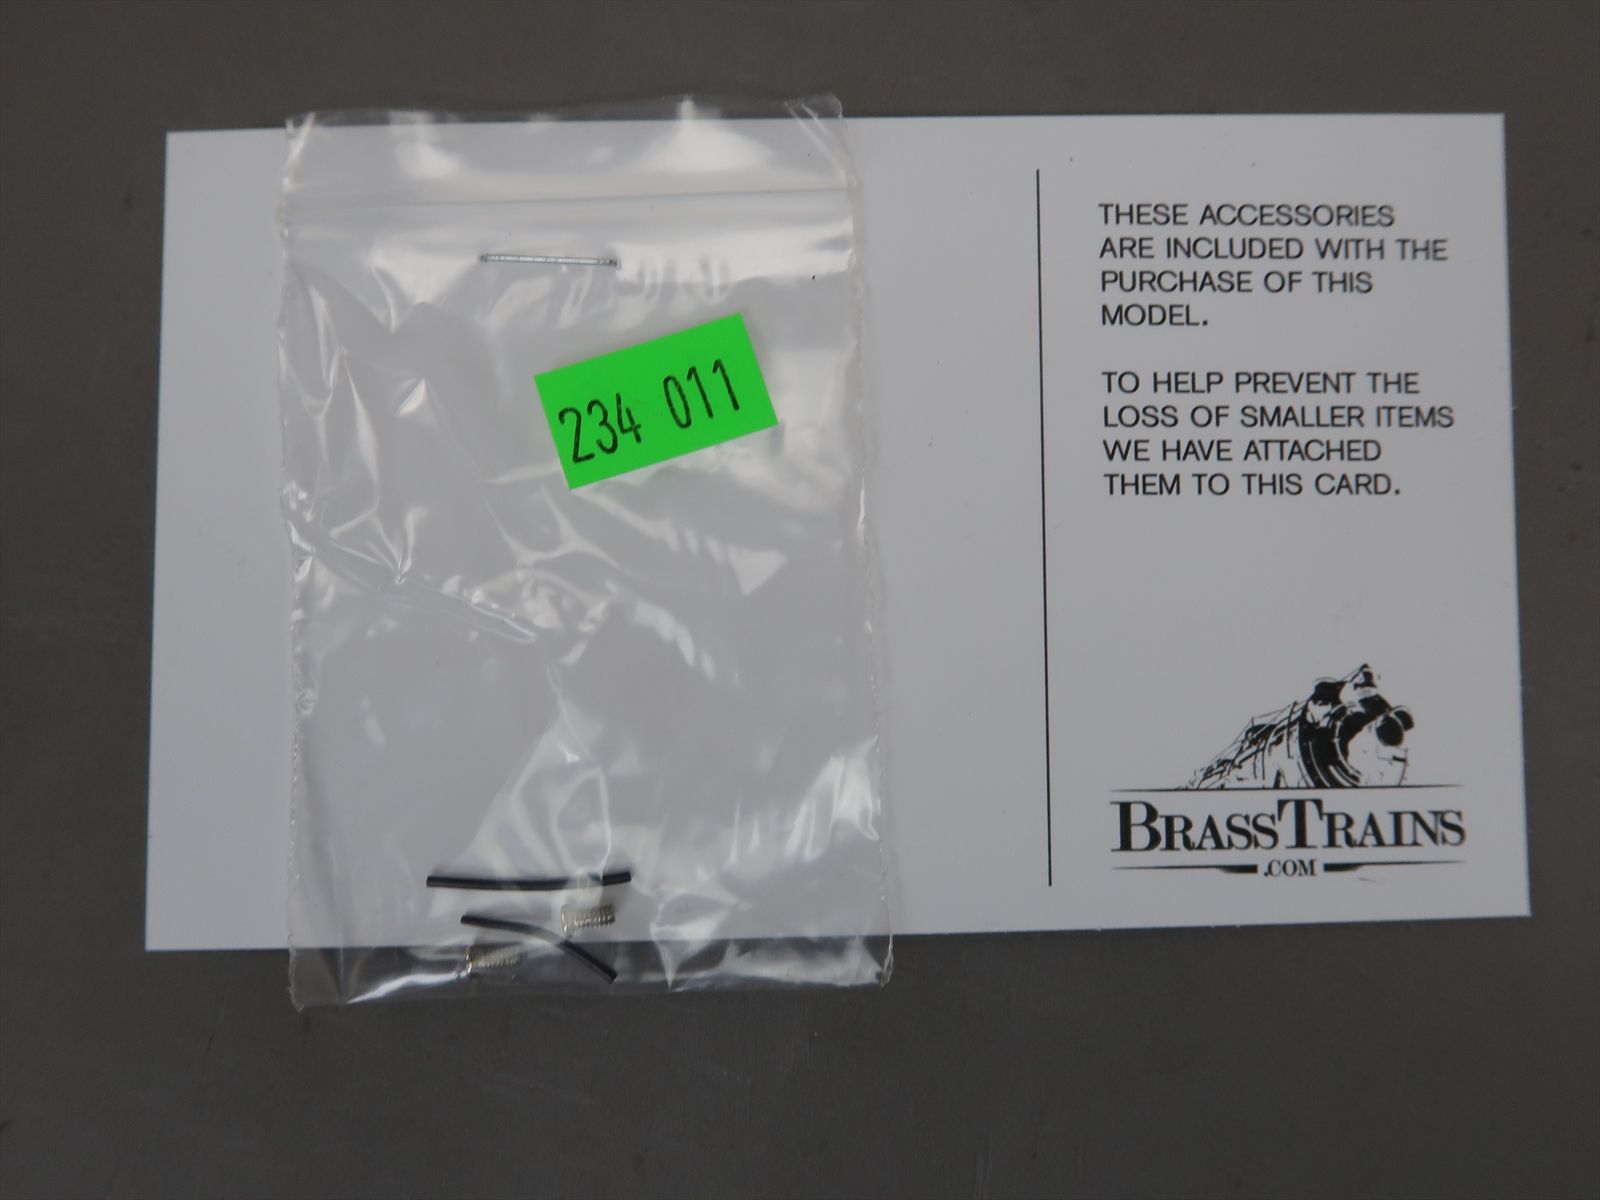 234 011
THESE ACCESSORIES
ARE INCLUDED WITH THE
PURCHASE OF THIS
MODEL.
TO HELP PREVENT THE
LOSS OF SMALLER ITEMS
WE HAVE ATTACHED
THEM TO THIS CARD.
BRASSTRAINS
.COM